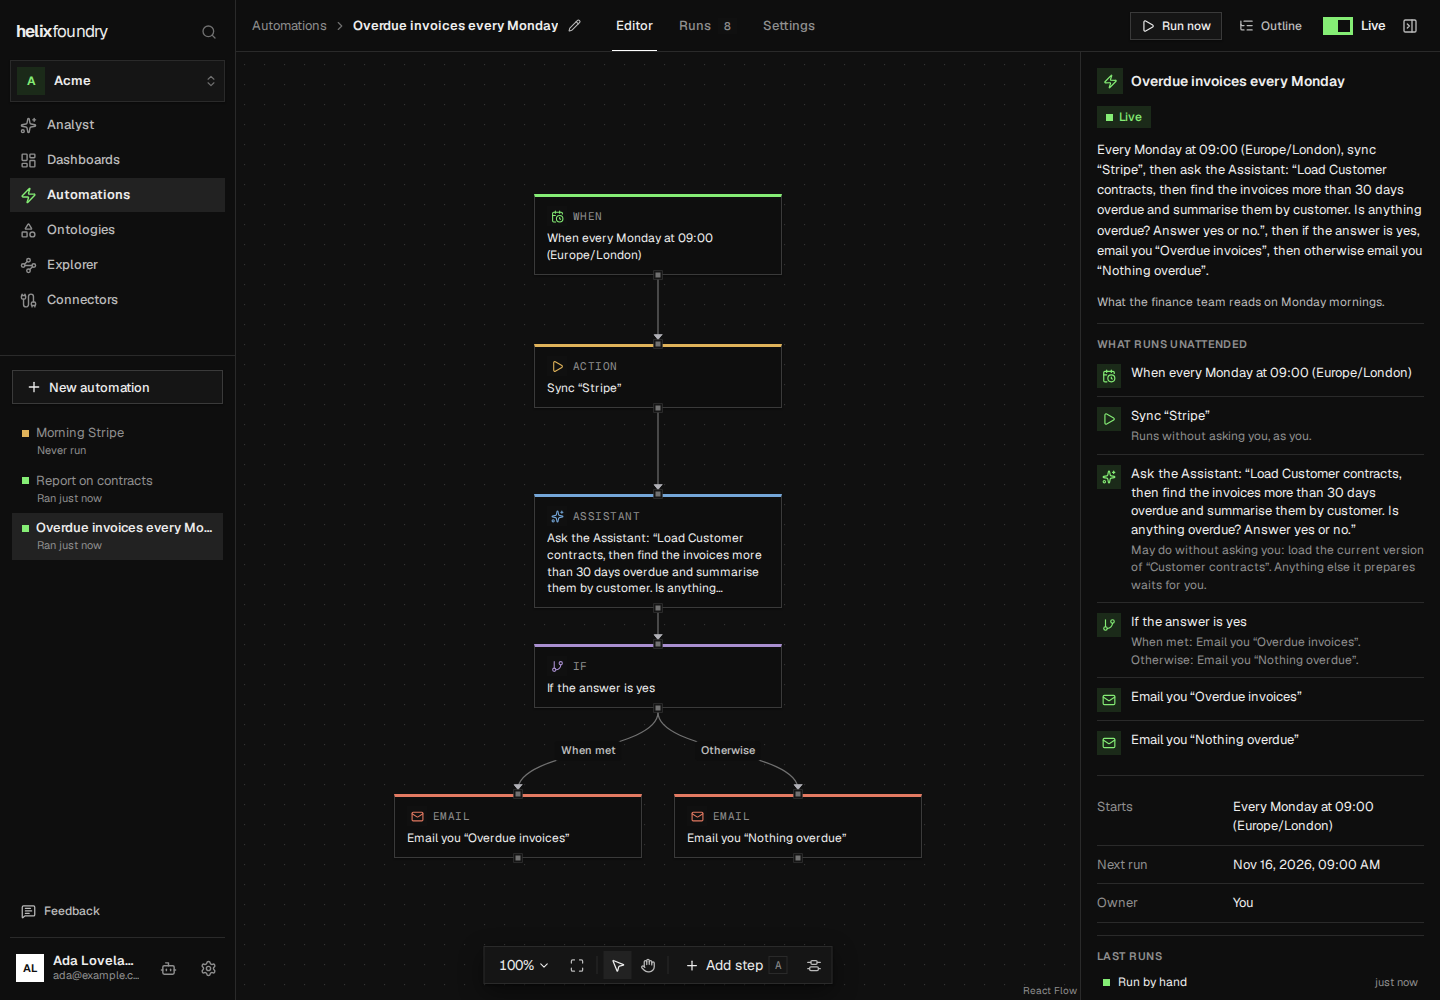 helixfoundry
A
Acme
Analyst
Dashboards
Automations
Ontologies
Explorer
Connectors
New automation
Morning Stripe
Never run
Report on contracts
Ran just now
Overdue invoices every Mo...
Ran just now
Feedback
AL
Ada Lovela...
ada@example.c...
Automations
Overdue invoices every Monday
Editor
Runs 8
Settings
Run now
Outline
Live
WHEN
When every Monday at 09:00
(Europe/London)
ACTION
Sync “Stripe”
ASSISTANT
Ask the Assistant: “Load Customer
contracts, then find the invoices more
than 30 days overdue and summarise
them by customer. Is anything...
IF
If the answer is yes
When met
Otherwise
EMAIL
Email you “Overdue invoices”
EMAIL
Email you “Nothing overdue”
100%
Add step A
React Flow
Overdue invoices every Monday
Live
Every Monday at 09:00 (Europe/London), sync
“Stripe”, then ask the Assistant: “Load Customer
contracts, then find the invoices more than 30 days
overdue and summarise them by customer. Is anything
overdue? Answer yes or no.”, then if the answer is yes,
email you “Overdue invoices”, then otherwise email you
“Nothing overdue”.
What the finance team reads on Monday mornings.
WHAT RUNS UNATTENDED
When every Monday at 09:00 (Europe/London)
Sync “Stripe”
Runs without asking you, as you.
Ask the Assistant: “Load Customer contracts,
then find the invoices more than 30 days
overdue and summarise them by customer. Is
anything overdue? Answer yes or no.”
May do without asking you: load the current version
of “Customer contracts”. Anything else it prepares
waits for you.
If the answer is yes
When met: Email you “Overdue invoices”.
Otherwise: Email you “Nothing overdue”.
Email you “Overdue invoices”
Email you “Nothing overdue”
Starts
Every Monday at 09:00
(Europe/London)
Next run
Nov 16, 2026, 09:00 AM
Owner
You
LAST RUNS
Run by hand
just now